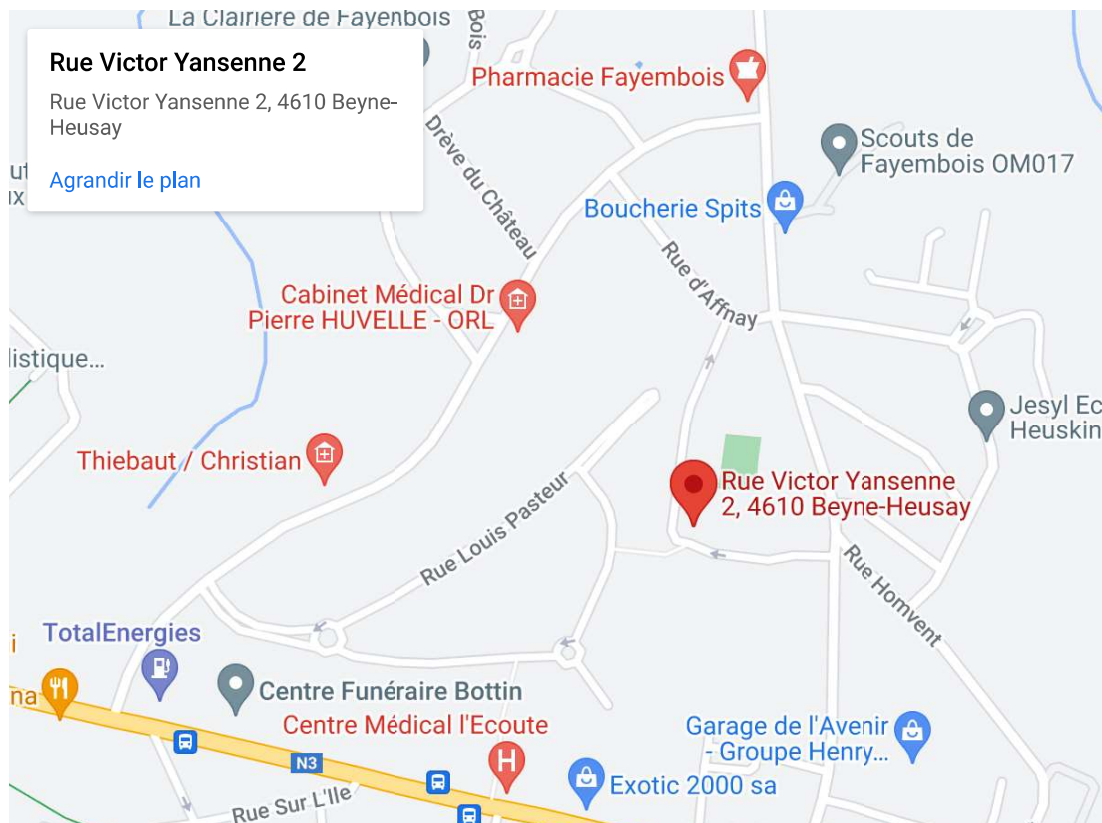 La Clairière de Fayenbois
Bois
Rue Victor Yansenne 2
Rue Victor Yansenne 2, 4610 Beyne-
Heusay
Agrandir le plan
Pharmacie Fayembois
Drève du Château
Scouts de
Fayembois OM017
Boucherie Spits
Rue d'Affnay
Cabinet Médical Dr
Pierre HUVELLE - ORL
listique...
Jesyl Ec
Heuskin
Thiebaut / Christian
Rue Victor Yansenne
2, 4610 Beyne-Heusay
Rue Louis Pasteur
Rue Homvent
TotalEnergies
na
Centre Funéraire Bottin
Centre Médical l'Ecoute
H
Garage de l'Avenir
- Groupe Henry...
N3
Exotic 2000 sa
Rue Sur L'Ile